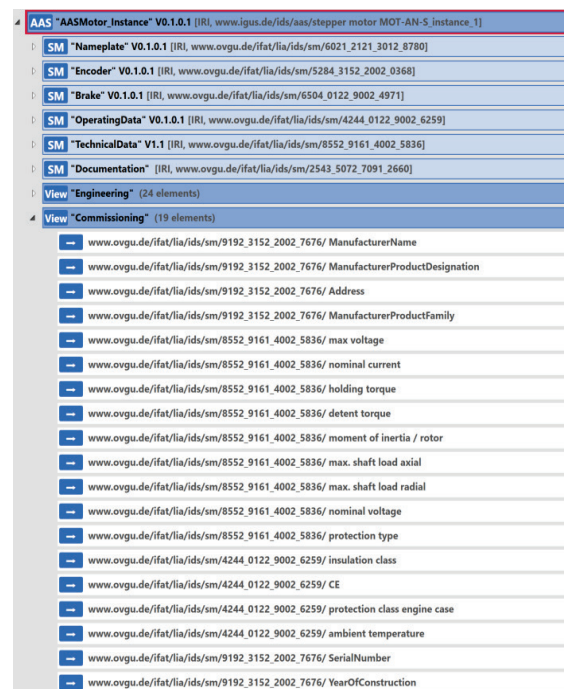 AAS "AASMotor_Instance" V0.1.0.1 [IRI, www.igus.de/ids/aas/stepper motor MOT-AN-S_instance_1]
SM "Nameplate" V0.1.0.1 [IRI, www.ovgu.de/ifat/lia/ids/sm/6021_2121_3012_8780]
SM "Encoder" V0.1.0.1 [IRI, www.ovgu.de/ifat/lia/ids/sm/5284_3152_2002_0368]
SM "Brake" V0.1.0.1 [IRI, www.ovgu.de/ifat/lia/ids/sm/6504_0122_9002_4971]
SM "OperatingData" V0.1.0.1 [IRI, www.ovgu.de/ifat/lia/ids/sm/4244_0122_9002_6259]
SM "TechnicalData" V1.1 [IRI, www.ovgu.de/ifat/lia/ids/sm/8552_9161_4002_5836]
SM "Documentation" [IRI, www.ovgu.de/ifat/lia/ids/sm/2543_5072_7091_2660]
View "Engineering" (24 elements)
View "Commissioning" (19 elements)
www.ovgu.de/ifat/lia/ids/sm/9192_3152_2002_7676/ ManufacturerName
www.ovgu.de/ifat/lia/ids/sm/9192_3152_2002_7676/ ManufacturerProductDesignation
www.ovgu.de/ifat/lia/ids/sm/9192_3152_2002_7676/ Address
www.ovgu.de/ifat/lia/ids/sm/9192_3152_2002_7676/ ManufacturerProductFamily
www.ovgu.de/ifat/lia/ids/sm/8552_9161_4002_5836/ max voltage
www.ovgu.de/ifat/lia/ids/sm/8552_9161_4002_5836/ nominal current
www.ovgu.de/ifat/lia/ids/sm/8552_9161_4002_5836/ holding torque
www.ovgu.de/ifat/lia/ids/sm/8552_9161_4002_5836/ detent torque
www.ovgu.de/ifat/lia/ids/sm/8552_9161_4002_5836/ moment of inertia / rotor
www.ovgu.de/ifat/lia/ids/sm/8552_9161_4002_5836/ max. shaft load axial
www.ovgu.de/ifat/lia/ids/sm/8552_9161_4002_5836/ max. shaft load radial
www.ovgu.de/ifat/lia/ids/sm/8552_9161_4002_5836/ nominal voltage
www.ovgu.de/ifat/lia/ids/sm/8552_9161_4002_5836/ protection type
www.ovgu.de/ifat/lia/ids/sm/4244_0122_9002_6259/ insulation class
www.ovgu.de/ifat/lia/ids/sm/4244_0122_9002_6259/ CE
www.ovgu.de/ifat/lia/ids/sm/4244_0122_9002_6259/ protection class engine case
www.ovgu.de/ifat/lia/ids/sm/4244_0122_9002_6259/ ambient temperature
www.ovgu.de/ifat/lia/ids/sm/9192_3152_2002_7676/ SerialNumber
www.ovgu.de/ifat/lia/ids/sm/9192_3152_2002_7676/ YearOfConstruction